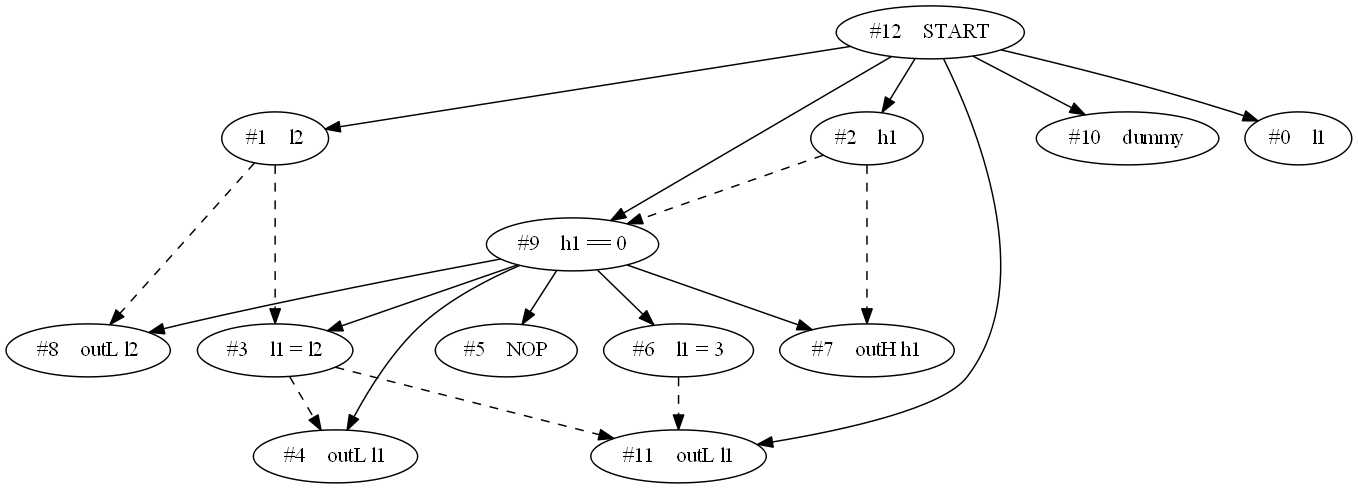 #12 START
#1 l2
#2 h1
#10 dummy
#0 l1
#9 h1 == 0
#8 outL l2
#3 l1 = l2
#5 NOP
#6 l1 = 3
#7 outH h1
#4 outL l1
#11 outL l1